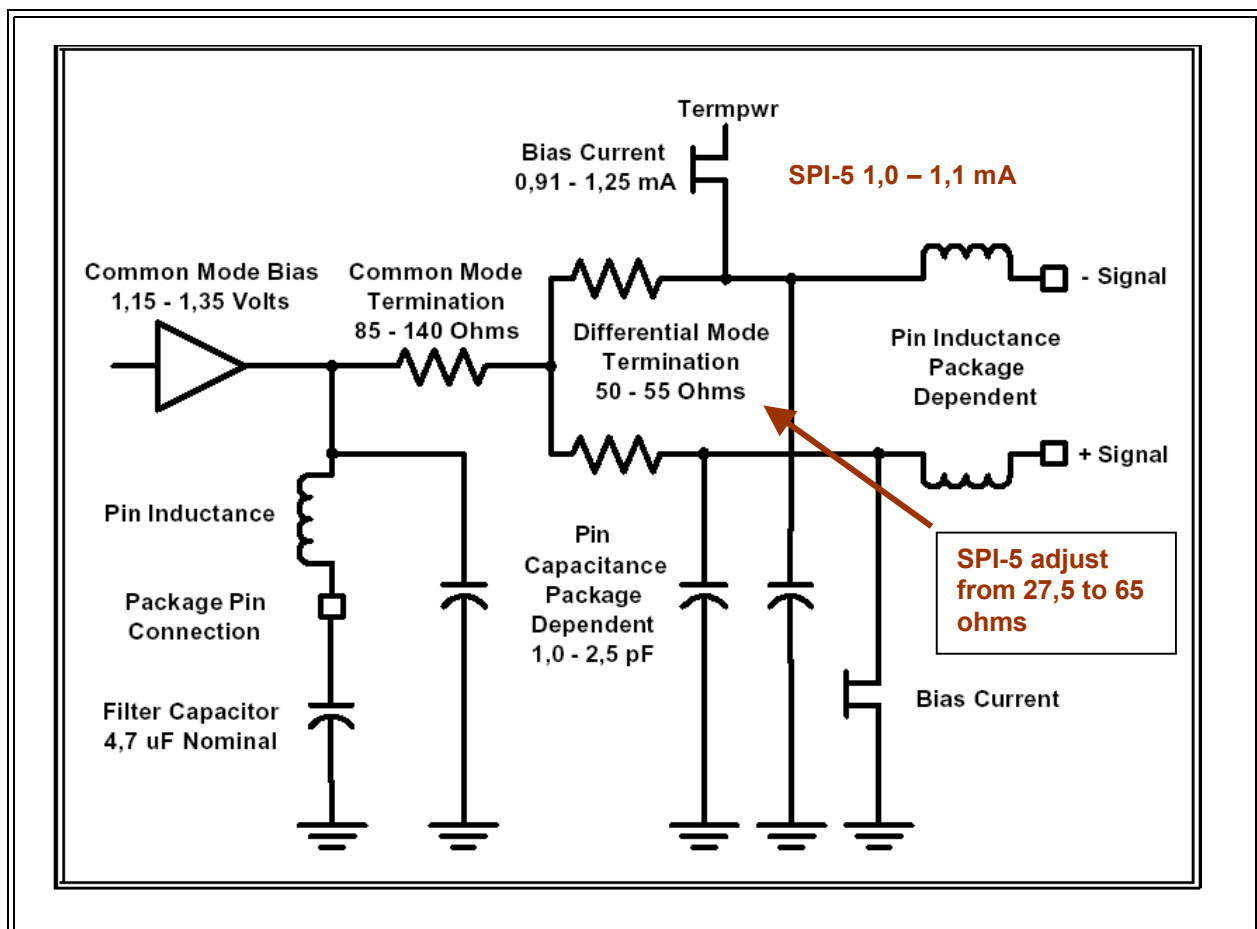 Termpwr
Bias Current
0,91 - 1,25 mA
SPI-5 1,0 – 1,1 mA
Common Mode Bias
1,15 - 1,35 Volts
Common Mode
Termination
85 - 140 Ohms
- Signal
Differential Mode
Termination
50 - 55 Ohms
Pin Inductance
Package
Dependent
+ Signal
Pin Inductance
Pin
Capacitance
Package
Dependent
1,0 - 2,5 pF
SPI-5 adjust
from 27,5 to 65
ohms
Package Pin
Connection
Bias Current
Filter Capacitor
4,7 uF Nominal